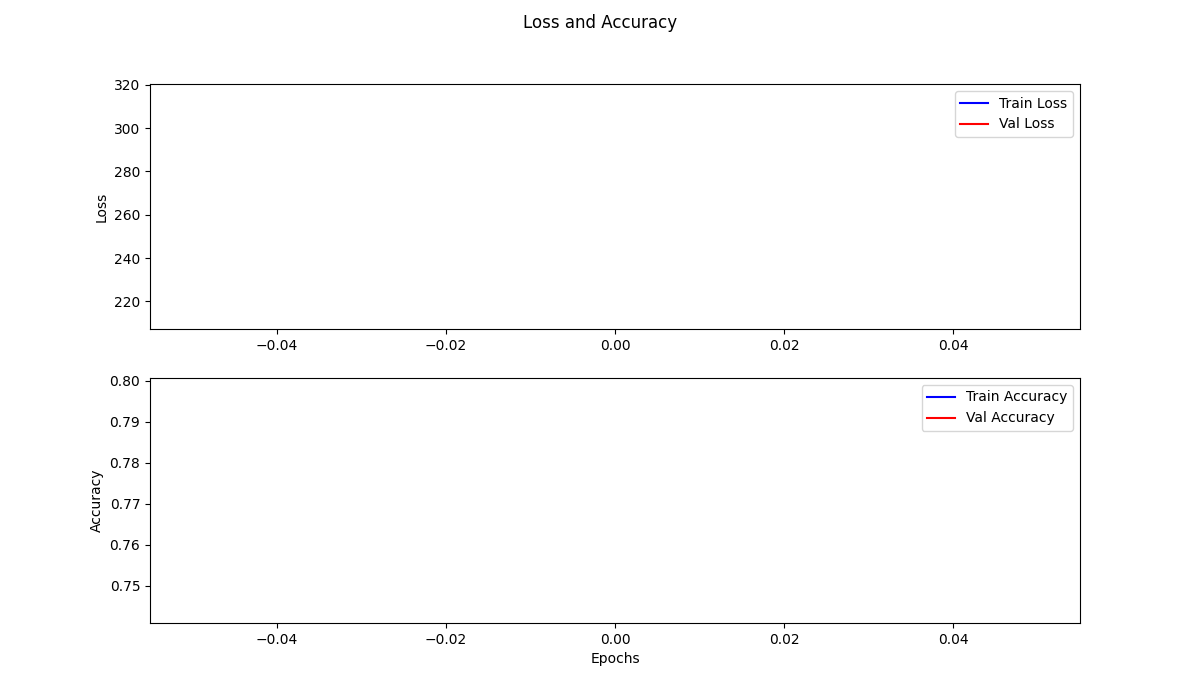 Loss and Accuracy
320
300
280
260
240
220
Loss
Train Loss
Val Loss
−0.04 −0.02 0.00 0.02 0.04
0.80
0.79
0.78
0.77
0.76
0.75
Accuracy
Train Accuracy
Val Accuracy
−0.04 −0.02 0.00 0.02 0.04
Epochs